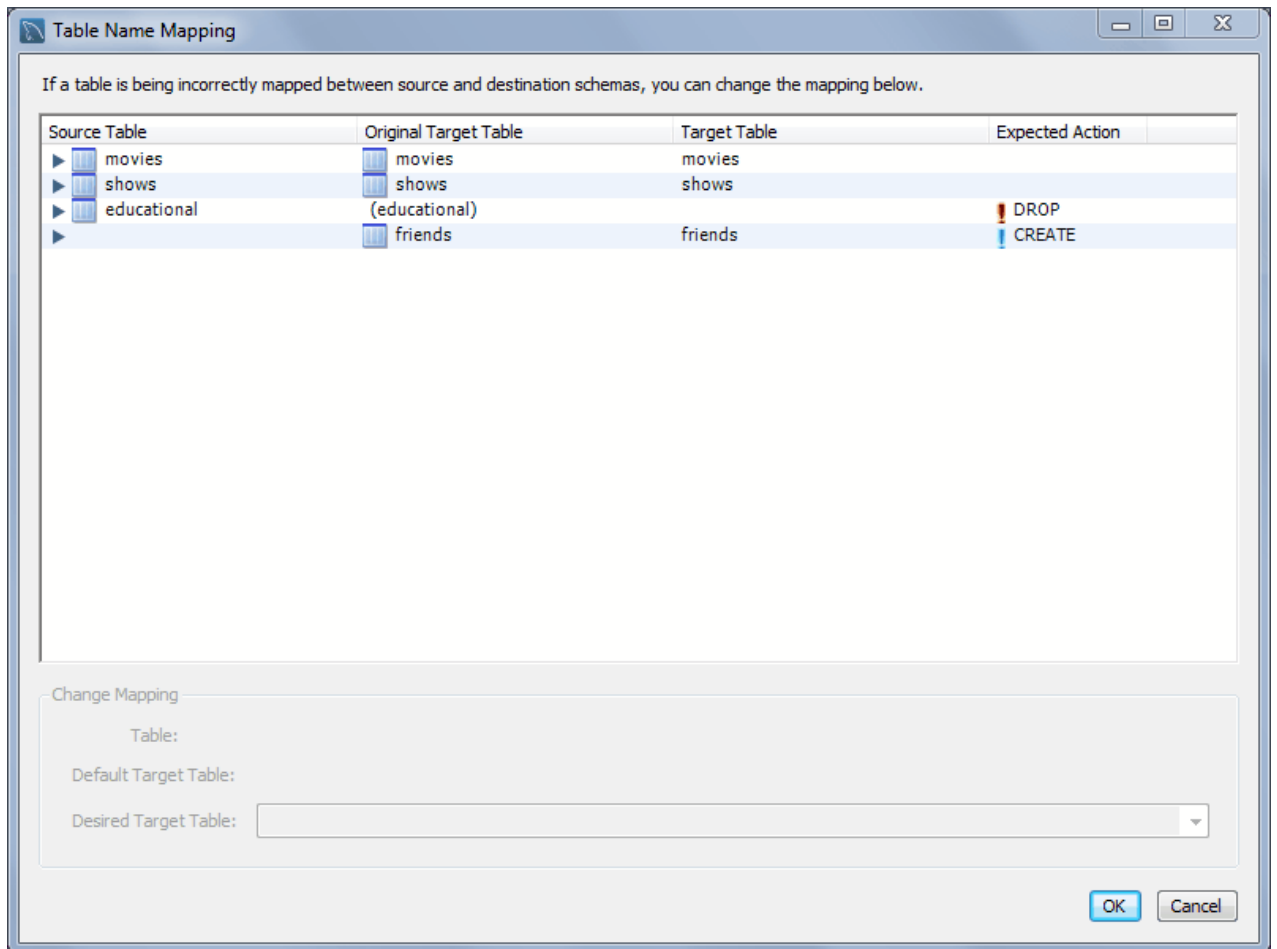 Table Name Mapping
If a table is being incorrectly mapped between source and destination schemas, you can change the mapping below.
Source Table Original Target Table Target Table Expected Action
movies movies movies
shows shows shows
educational (educational) DROP
friends friends CREATE
Change Mapping
Table:
Default Target Table:
Desired Target Table:
OK Cancel